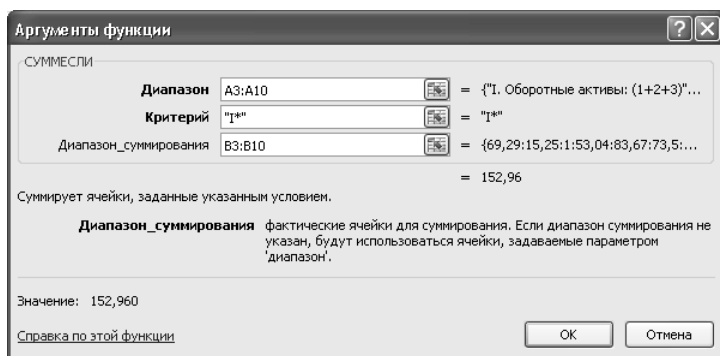 Аргументы функции
СУММЕСЛИ
Диапазон A3:A10 = {"I. Оборотные активы: (1+2+3)"...
Критерий "I*" = "I*"
Диапазон_суммирования B3:B10 = {69,29:15,25:1:53,04:83,67:73,5:...
= 152,96
Суммирует ячейки, заданные указанным условием.
Диапазон_суммирования фактические ячейки для суммирования. Если диапазон суммирования не
указан, будут использоваться ячейки, задаваемые параметром
'диапазон'.
Значение: 152,960
Справка по этой функции
ОК Отмена